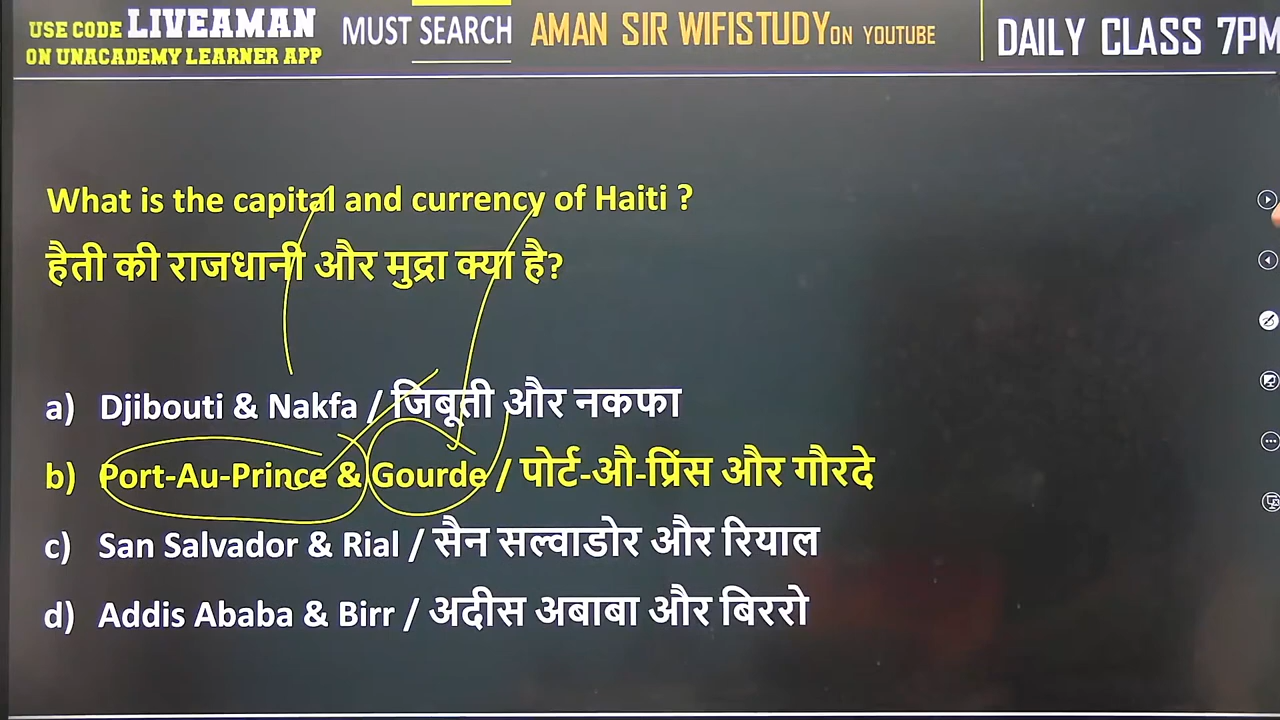 USE CODE LIVEAMAN
ON UNACADEMY LEARNER APP
MUST SEARCH AMAN SIR WIFISTUDY ON YOUTUBE
DAILY CLASS 7PM
What is the capital and currency of Haiti ?
हैती की राजधानी और मुद्रा क्या है?
a) Djibouti & Nakfa / जिबूती और नकफा
b) Port-Au-Prince & Gourde / पोर्ट-औ-प्रिंस और गौरदे
c) San Salvador & Rial / सैन सल्वाडोर और रियाल
d) Addis Ababa & Birr / अदीस अबाबा और बिररो